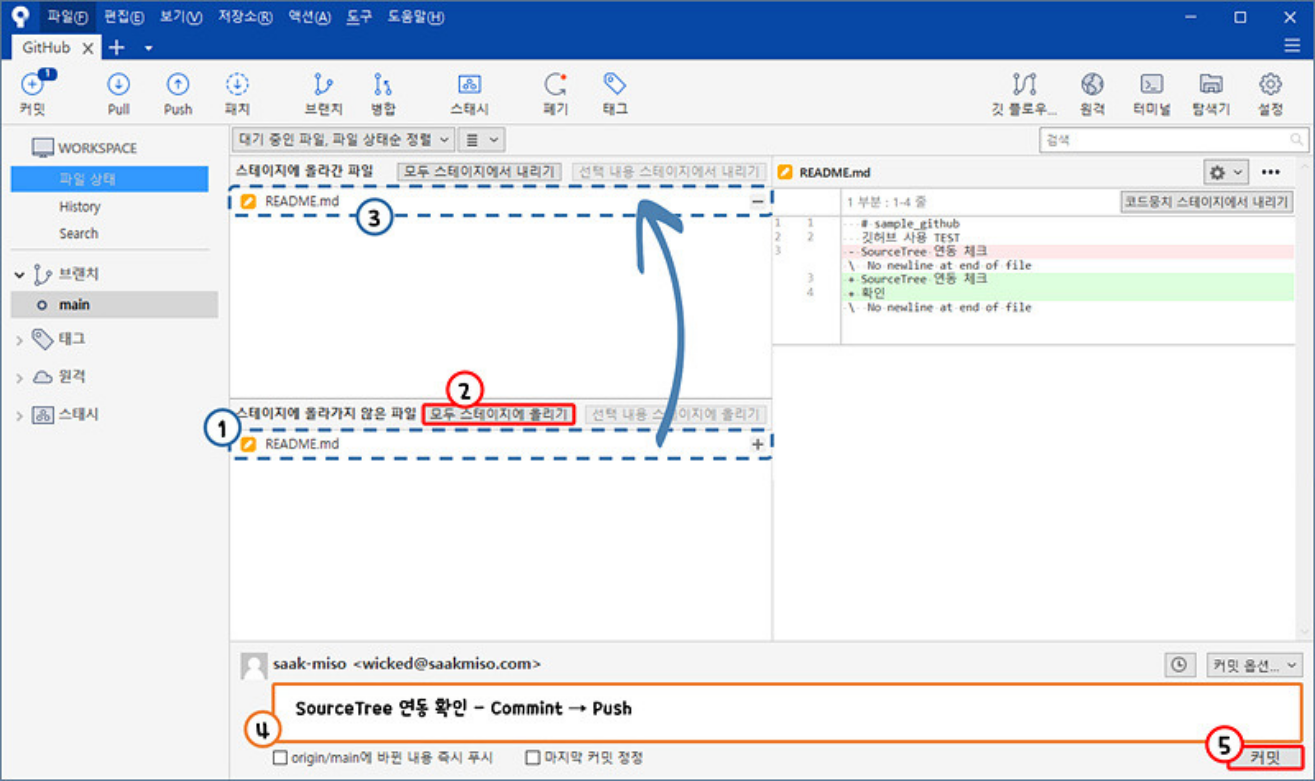 파일(F) 편집(E) 보기(V) 저장소(R) 액션(A) 도구 도움말(H)
GitHub
1
커밋 Pull Push 패치 브랜치 병합 스태시 폐기 태그 깃 플로우... 원격 터미널 탐색기 설정
WORKSPACE
파일 상태
History
Search
브랜치
main
태그
원격
스태시
대기 중인 파일, 파일 상태순 정렬
검색
스테이지에 올라간 파일 모두 스테이지에서 내리기 선택 내용 스테이지에서 내리기
README.md
3
2
1 스테이지에 올라가지 않은 파일 모두 스테이지에 올리기 선택 내용 스테이지에 올리기
README.md
README.md
1 부분 : 1-4 줄 코드뭉치 스테이지에서 내리기
1 1 # sample_github
2 2 깃허브 사용 TEST
3 - SourceTree 연동 체크
\ No newline at end of file
3 + SourceTree 연동 체크
4 + 확인
\ No newline at end of file
saak-miso <wicked@saakmiso.com> 커밋 옵션...
SourceTree 연동 확인 - Commint → Push
4
origin/main에 바뀐 내용 즉시 푸시 마지막 커밋 정정
5 커밋